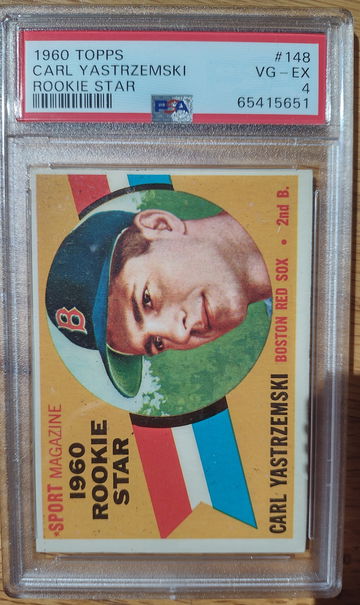 1960 TOPPS #148
CARL YASTRZEMSKI VG - EX
ROOKIE STAR 4
PSA 65415651
B
SPORT MAGAZINE
1960
ROOKIE
STAR
CARL YASTRZEMSKI BOSTON RED SOX • 2nd B.